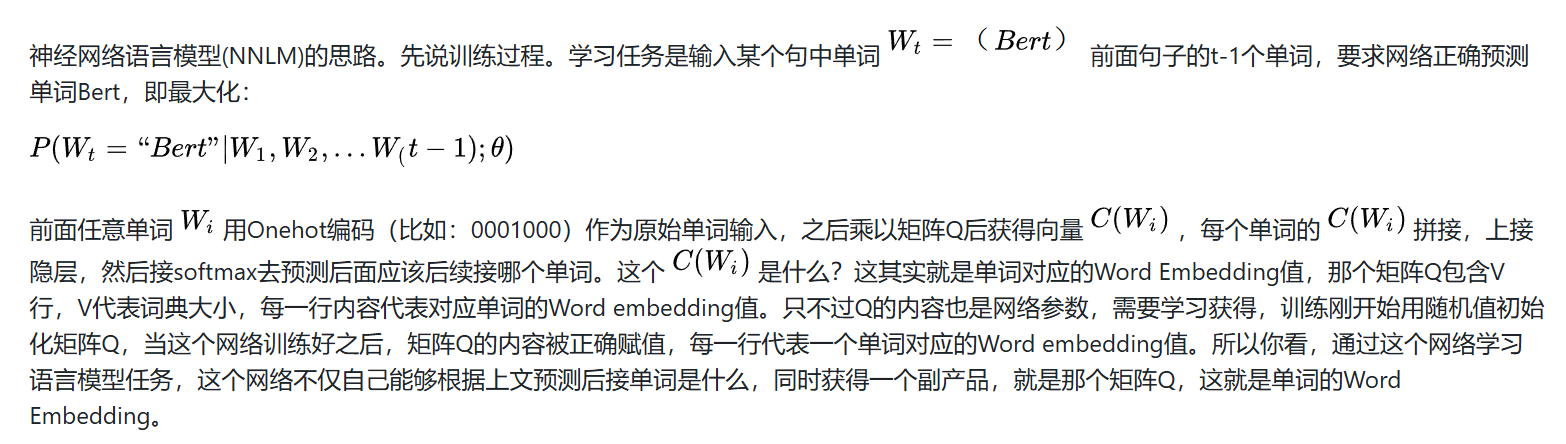 神经网络语言模型(NNLM)的思路。先说训练过程。学习任务是输入某个句中单词 W_t = （Bert） 前面句子的t-1个单词，要求网络正确预测
单词Bert，即最大化：
P(W_t = “Bert”|W_1, W_2, … W_(t − 1); θ)
前面任意单词 W_i 用Onehot编码（比如：0001000）作为原始单词输入，之后乘以矩阵Q后获得向量 C(W_i) ，每个单词的 C(W_i) 拼接，上接
隐层，然后接softmax去预测后面应该后续接哪个单词。这个 C(W_i) 是什么？这其实就是单词对应的Word Embedding值，那个矩阵Q包含V
行，V代表词典大小，每一行内容代表对应单词的Word embedding值。只不过Q的内容也是网络参数，需要学习获得，训练刚开始用随机值初始
化矩阵Q，当这个网络训练好之后，矩阵Q的内容被正确赋值，每一行代表一个单词对应的Word embedding值。所以你看，通过这个网络学习
语言模型任务，这个网络不仅自己能够根据上文预测后接单词是什么，同时获得一个副产品，就是那个矩阵Q，这就是单词的Word
Embedding。